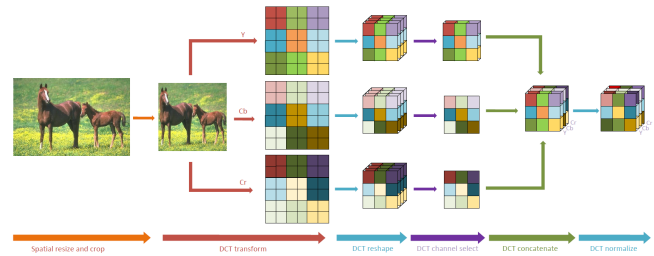 Y
Cb
Cr
Cr
Cb
Y
Cr
Cb
Y
Spatial resize and crop
DCT transform
DCT reshape
DCT channel select
DCT concatenate
DCT normalize